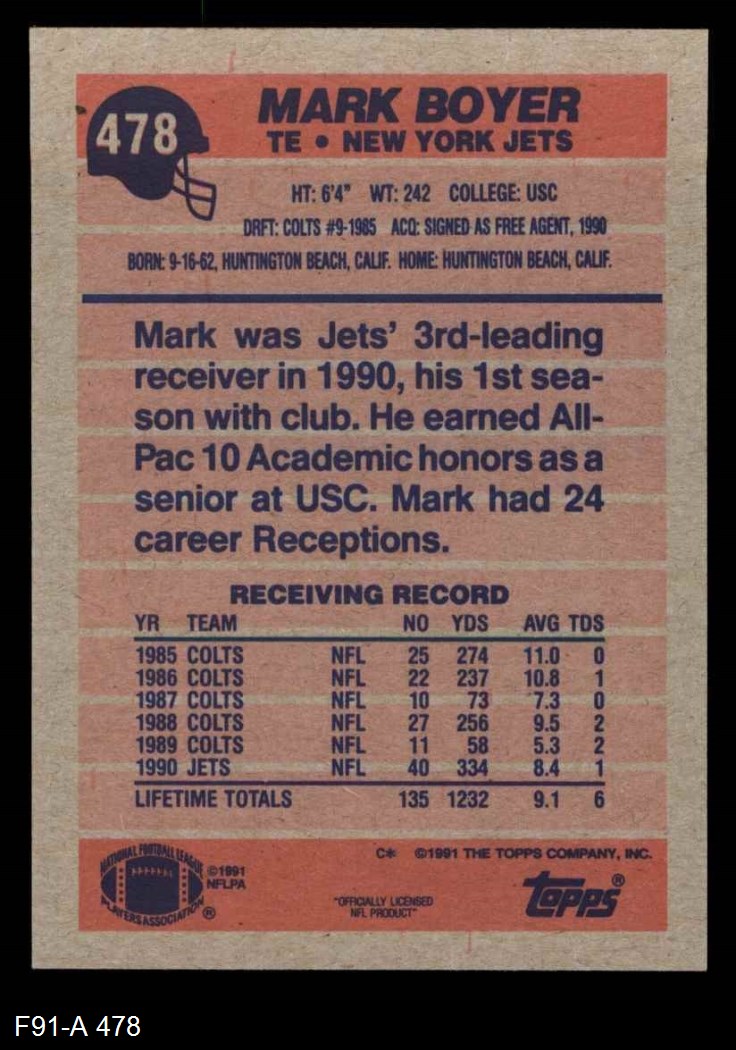 478
MARK BOYER
TE • NEW YORK JETS
HT: 6'4" WT: 242 COLLEGE: USC
DRFT: COLTS #9-1985 ACQ: SIGNED AS FREE AGENT, 1990
BORN: 9-16-62, HUNTINGTON BEACH, CALIF. HOME: HUNTINGTON BEACH, CALIF.
Mark was Jets' 3rd-leading
receiver in 1990, his 1st sea-
son with club. He earned All-
Pac 10 Academic honors as a
senior at USC. Mark had 24
career Receptions.
RECEIVING RECORD
YR TEAM NO YDS AVG TDS
1985 COLTS NFL 25 274 11.0 0
1986 COLTS NFL 22 237 10.8 1
1987 COLTS NFL 10 73 7.3 0
1988 COLTS NFL 27 256 9.5 2
1989 COLTS NFL 11 58 5.3 2
1990 JETS NFL 40 334 8.4 1
LIFETIME TOTALS 135 1232 9.1 6
NATIONAL FOOTBALL LEAGUE
PLAYERS ASSOCIATION ®
©1991
NFLPA
C* ©1991 THE TOPPS COMPANY, INC.
"OFFICIALLY LICENSED
NFL PRODUCT"
Topps®
F91-A 478